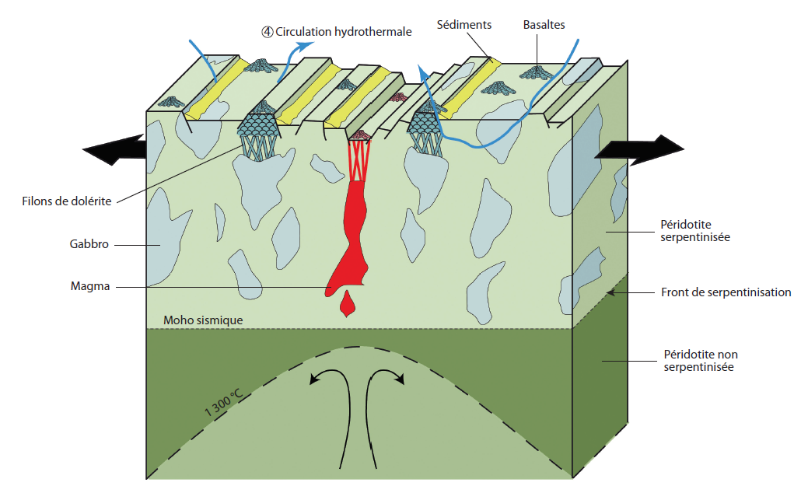 ④ Circulation hydrothermale
Sédiments
Basaltes
Filons de dolérite
Gabbro
Magma
Péridotite
serpentinisée
Front de serpentinisation
Moho sismique
Péridotite non
serpentinisée
1 300 °C